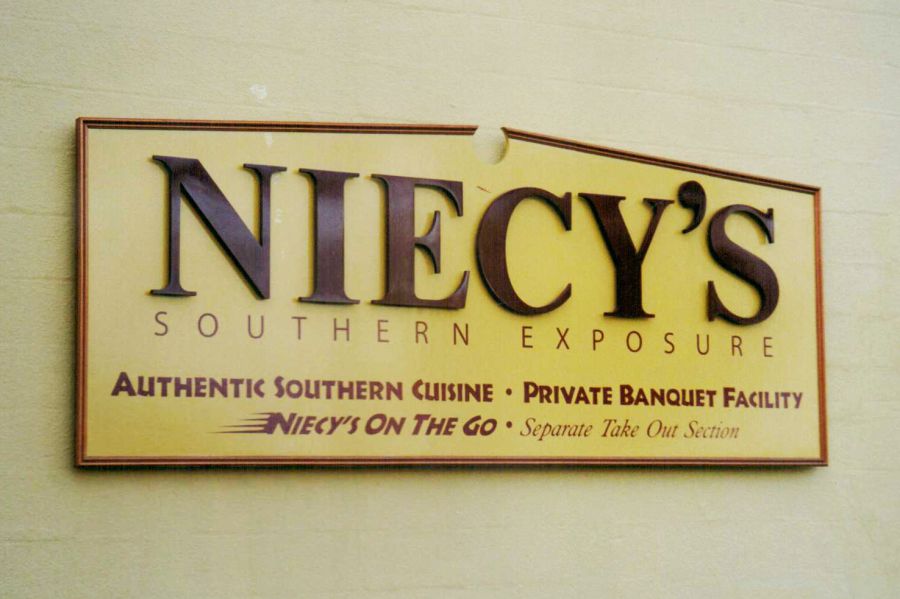 NIECY'S
SOUTHERN EXPOSURE
AUTHENTIC SOUTHERN CUISINE • PRIVATE BANQUET FACILITY
NIECY'S ON THE GO • Separate Take Out Section